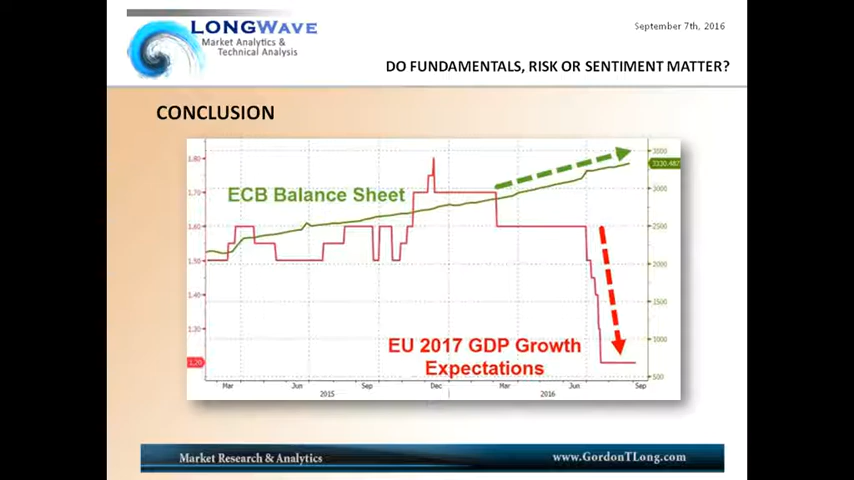 LONGWave
Market Analytics &
Technical Analysis
September 7th, 2016
DO FUNDAMENTALS, RISK OR SENTIMENT MATTER?
CONCLUSION
1.80
1.70
1.60
1.50
1.40
1.30
1.20
ECB Balance Sheet
EU 2017 GDP Growth
Expectations
3000
2500
2000
1500
1000
500
Mar Jun Sep Dec Mar Jun Sep
2015 2016
Market Research & Analytics
www.GordonTLong.com